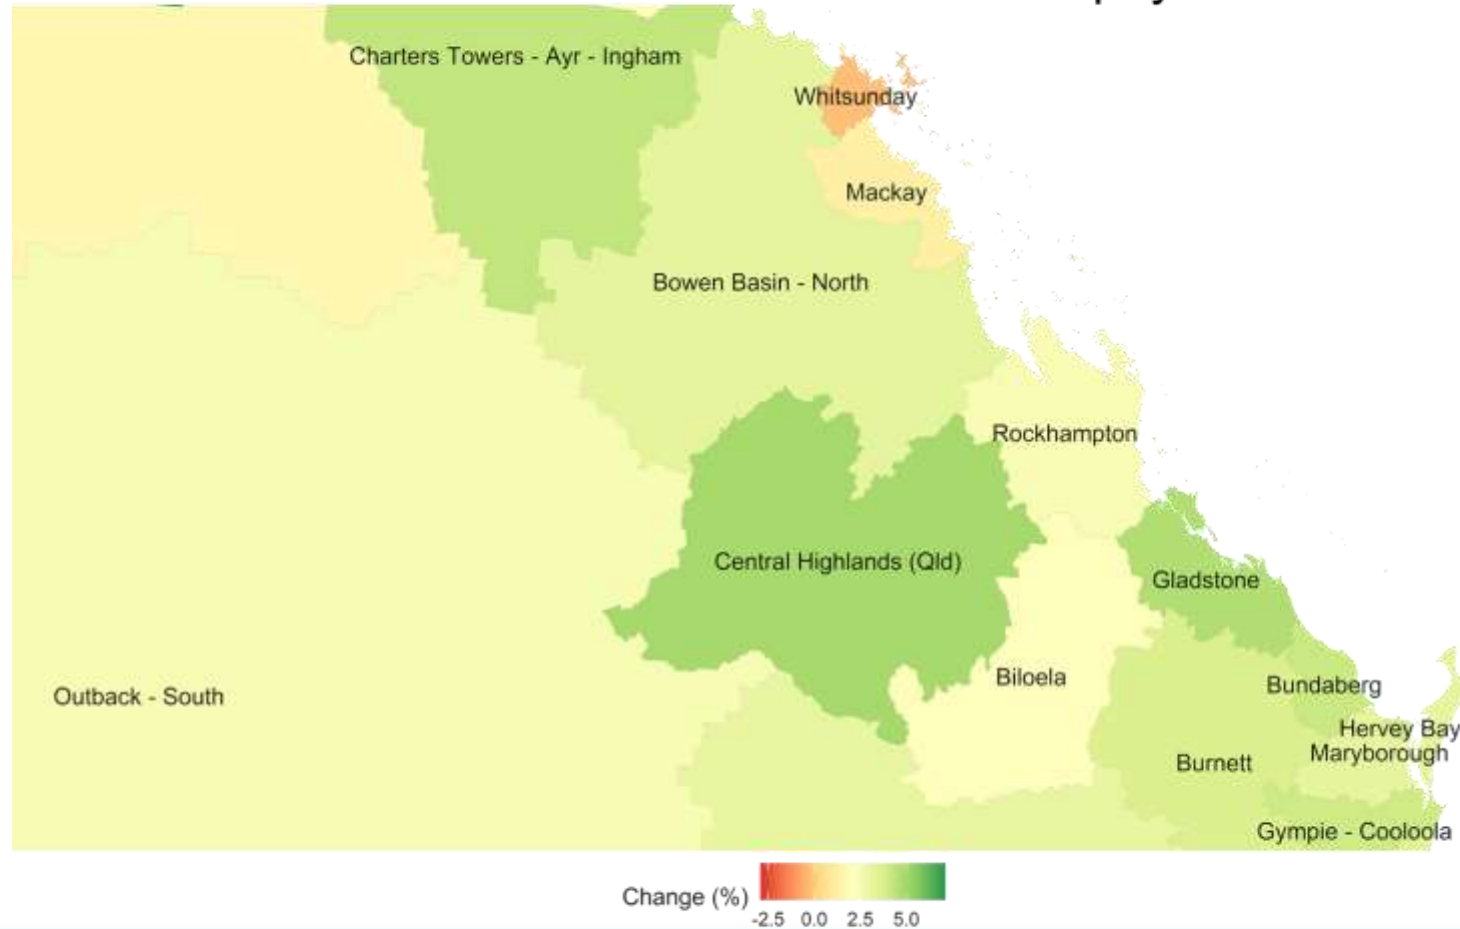 Charters Towers - Ayr - Ingham
Whitsunday
Mackay
Bowen Basin - North
Rockhampton
Central Highlands (Qld)
Gladstone
Biloela
Outback - South
Bundaberg
Hervey Bay
Maryborough
Burnett
Gympie - Cooloola
Change (%)
-2.5 0.0 2.5 5.0